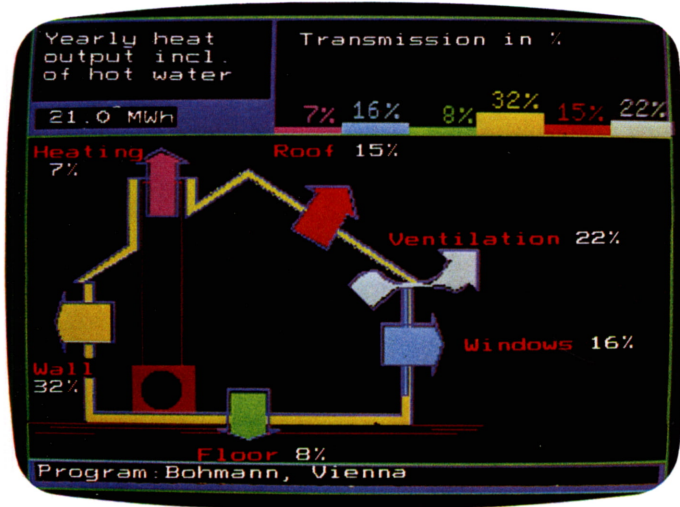 Yearly heat
output incl.
of hot water
21.0 MWh
Transmission in %
7% 16% 8% 32% 15% 22%
Heating
7%
Roof 15%
Ventilation 22%
Windows 16%
Wall
32%
Floor 8%
Program:Bohmann, Vienna